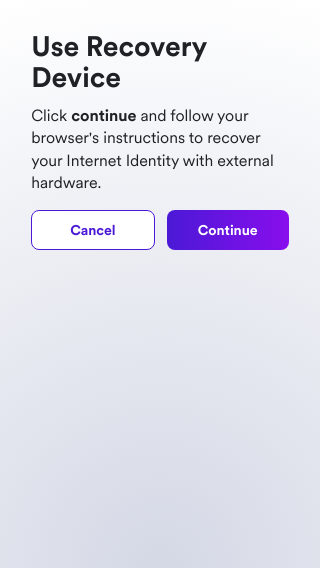 Use Recovery
Device
Click continue and follow your
browser's instructions to recover
your Internet Identity with external
hardware.
Cancel
Continue